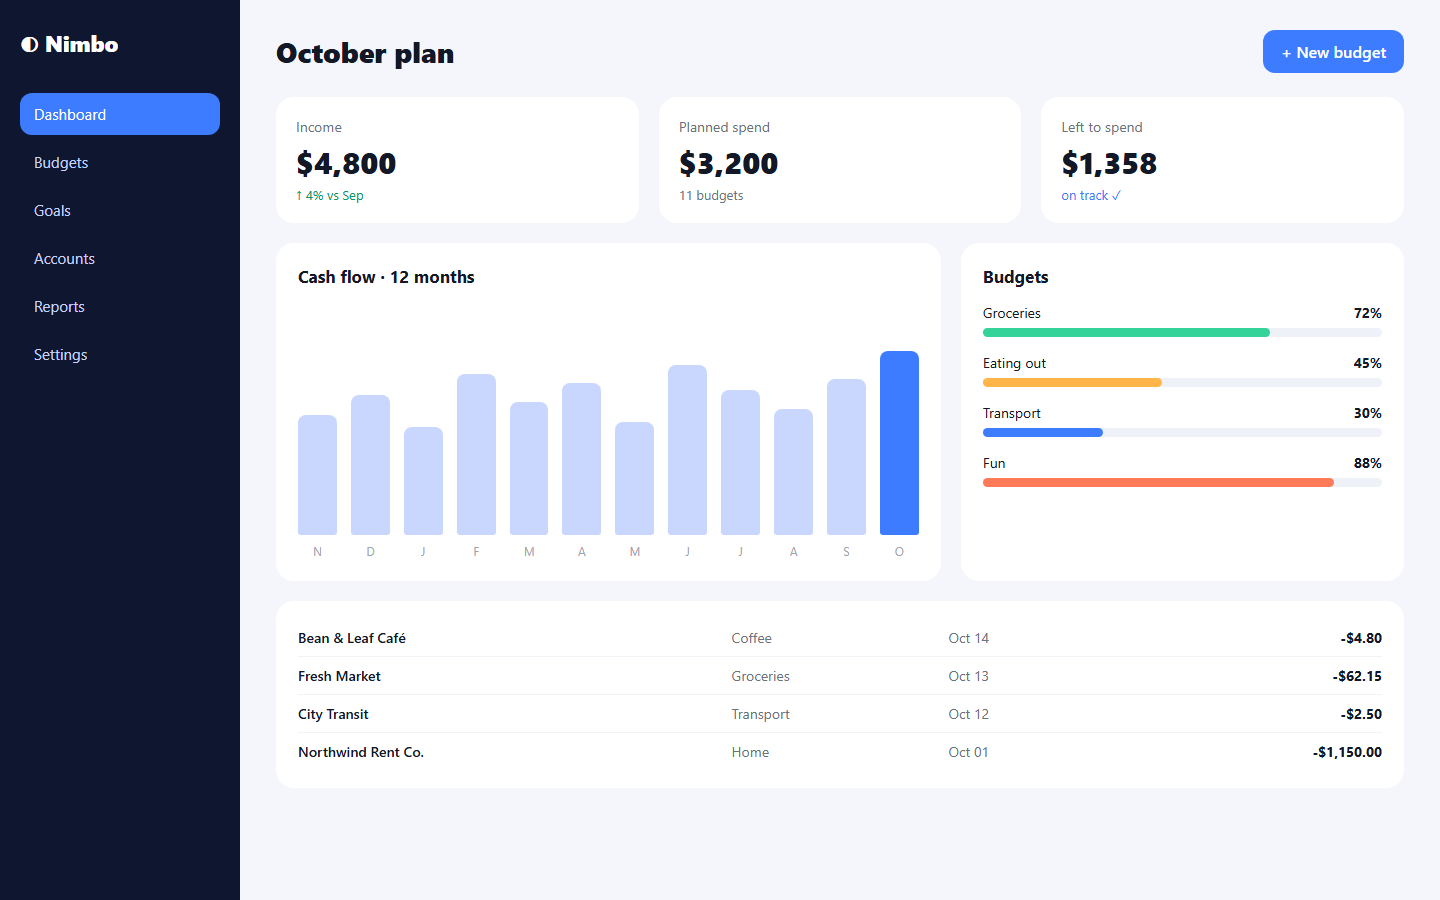 ◐ Nimbo
Dashboard
Budgets
Goals
Accounts
Reports
Settings
October plan
+ New budget
Income
$4,800
↑ 4% vs Sep
Planned spend
$3,200
11 budgets
Left to spend
$1,358
on track ✓
Cash flow · 12 months
N D J F M A M J J A S O
Budgets
Groceries 72%
Eating out 45%
Transport 30%
Fun 88%
Bean & Leaf Café Coffee Oct 14 -$4.80
Fresh Market Groceries Oct 13 -$62.15
City Transit Transport Oct 12 -$2.50
Northwind Rent Co. Home Oct 01 -$1,150.00